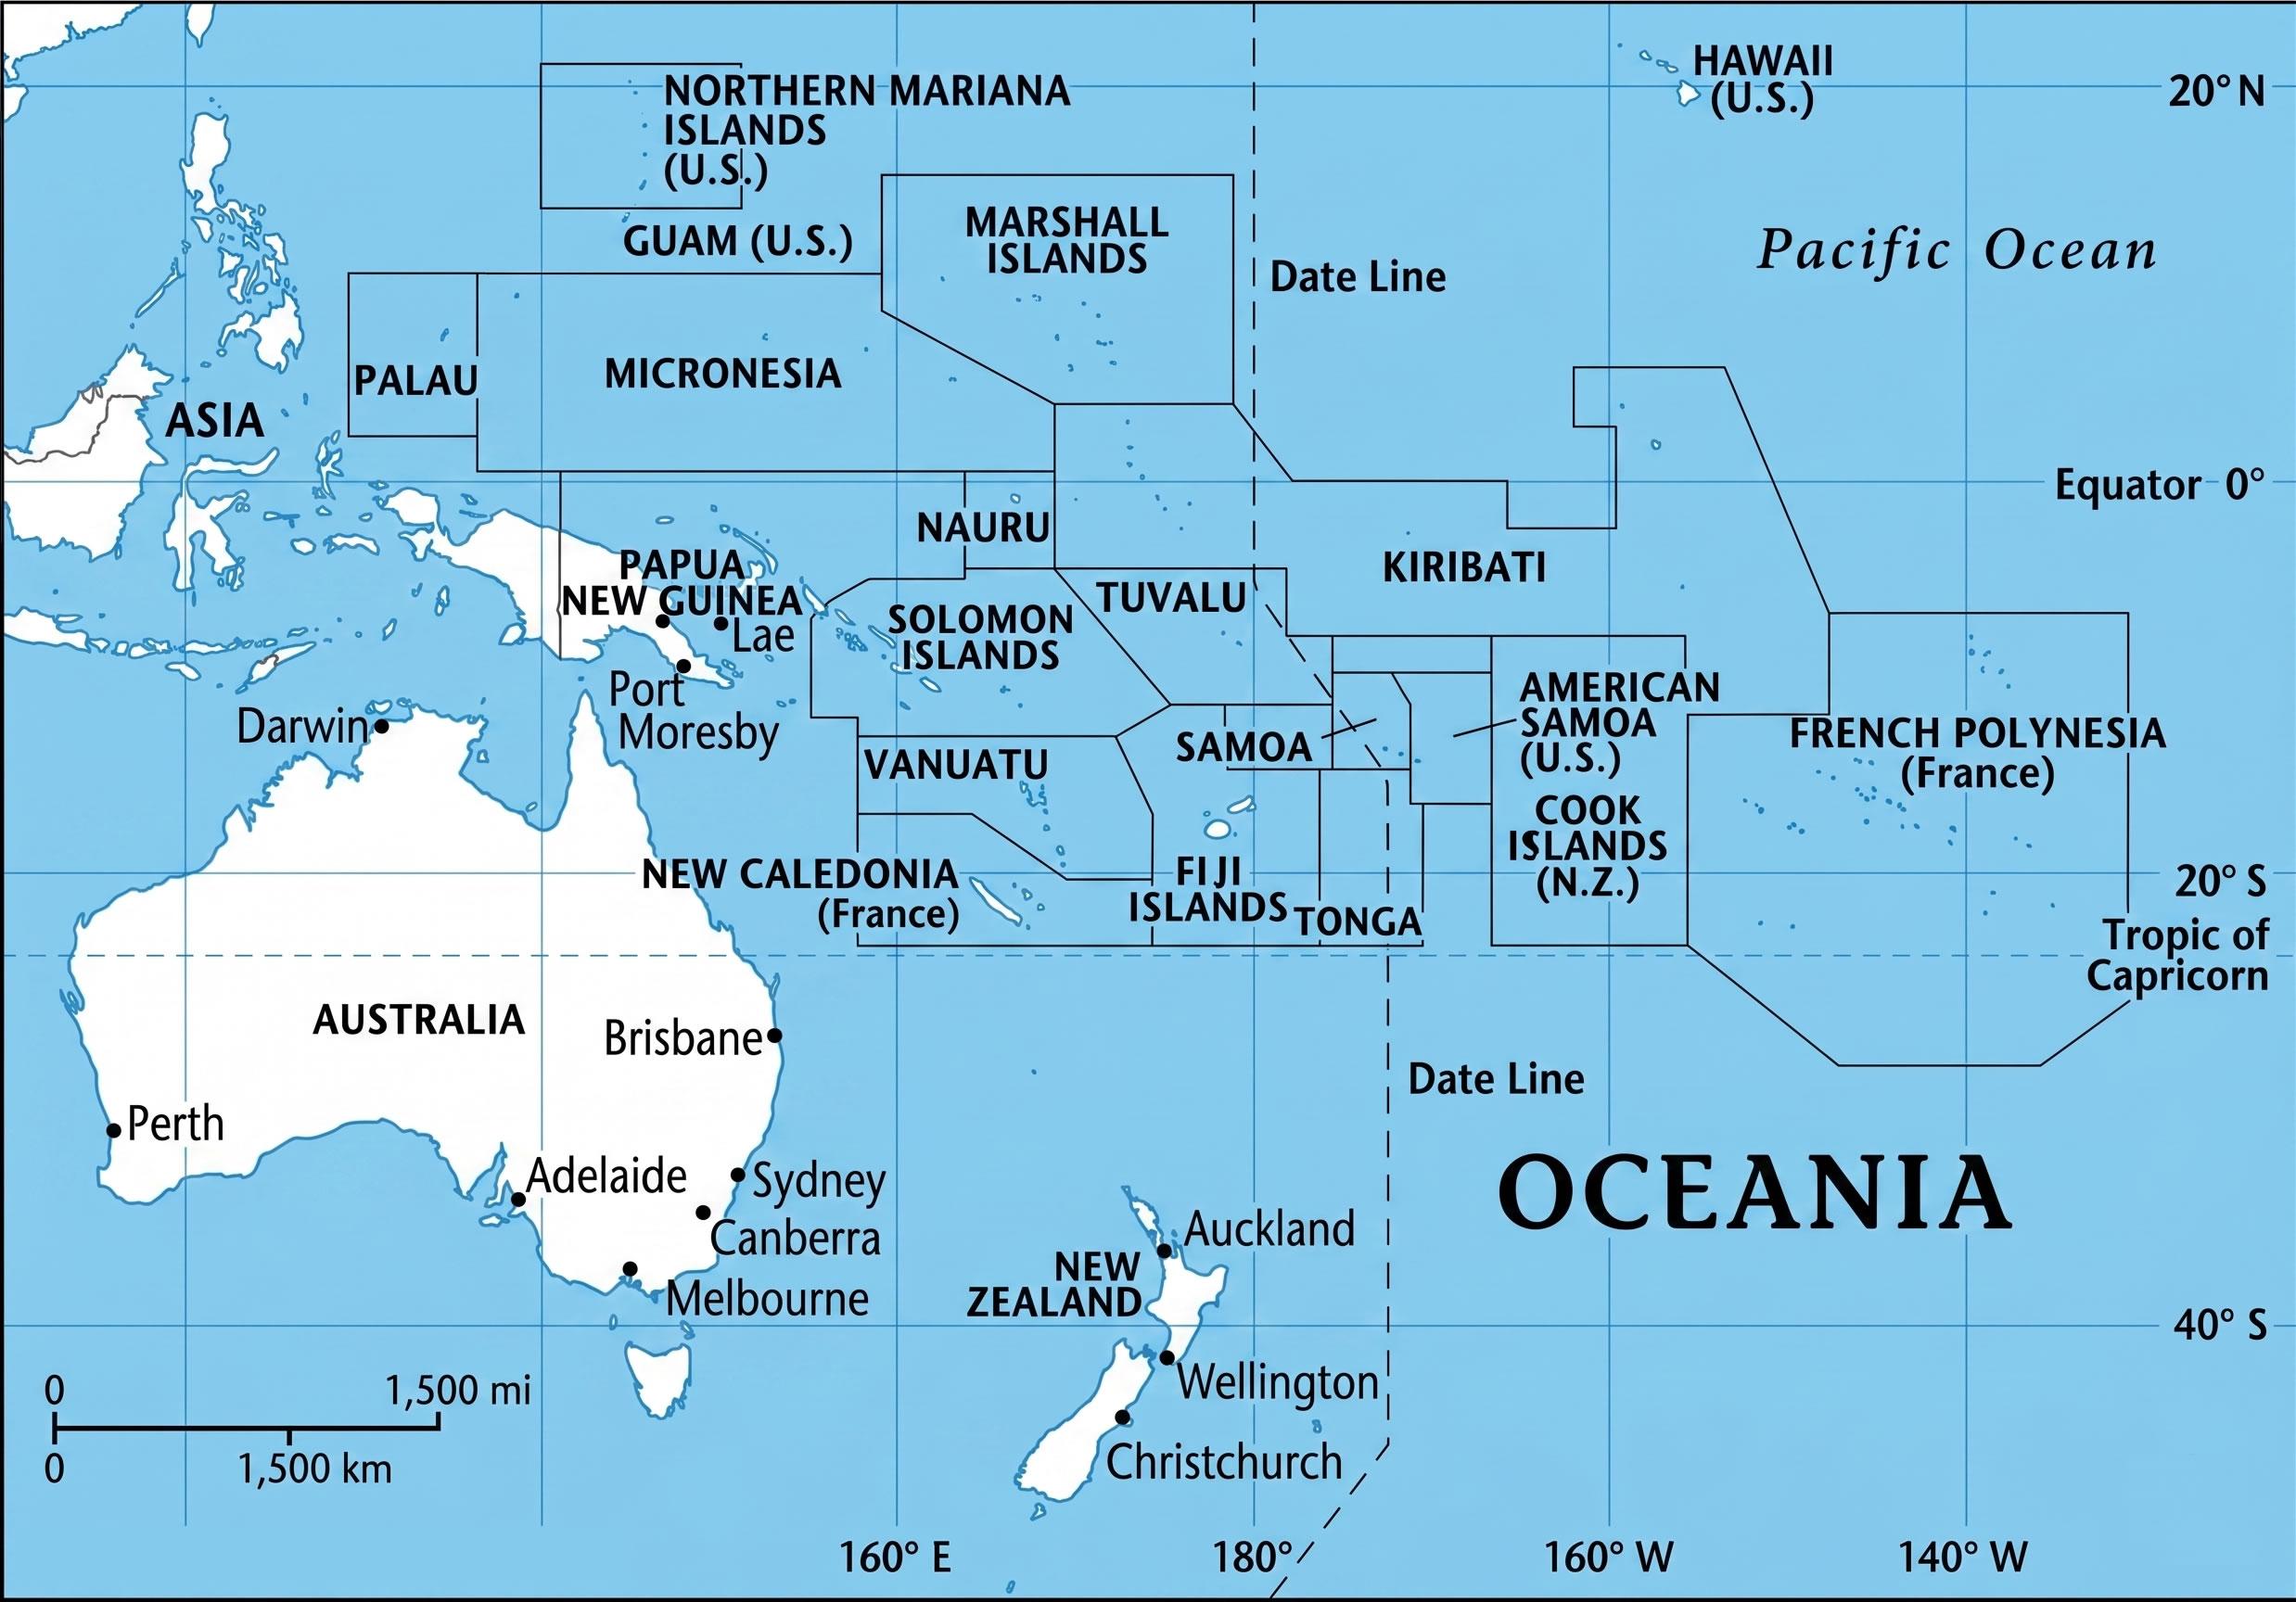 HAWAII
(U.S.)
20° N
NORTHERN MARIANA
ISLANDS
(U.S.)
GUAM (U.S.)
MARSHALL
ISLANDS
Date Line
Pacific Ocean
PALAU
MICRONESIA
ASIA
Equator 0°
NAURU
KIRIBATI
PAPUA
NEW GUINEA
Lae
Port
Moresby
SOLOMON
ISLANDS
TUVALU
Darwin
SAMOA
AMERICAN
SAMOA
(U.S.)
FRENCH POLYNESIA
(France)
VANUATU
COOK
ISLANDS
(N.Z.)
NEW CALEDONIA
(France)
FIJI
ISLANDS
TONGA
20° S
Tropic of
Capricorn
AUSTRALIA
Brisbane
Date Line
Perth
Adelaide
Sydney
Canberra
Melbourne
OCEANIA
Auckland
NEW
ZEALAND
40° S
Wellington
Christchurch
0 1,500 mi
0 1,500 km
160° E 180° 160° W 140° W